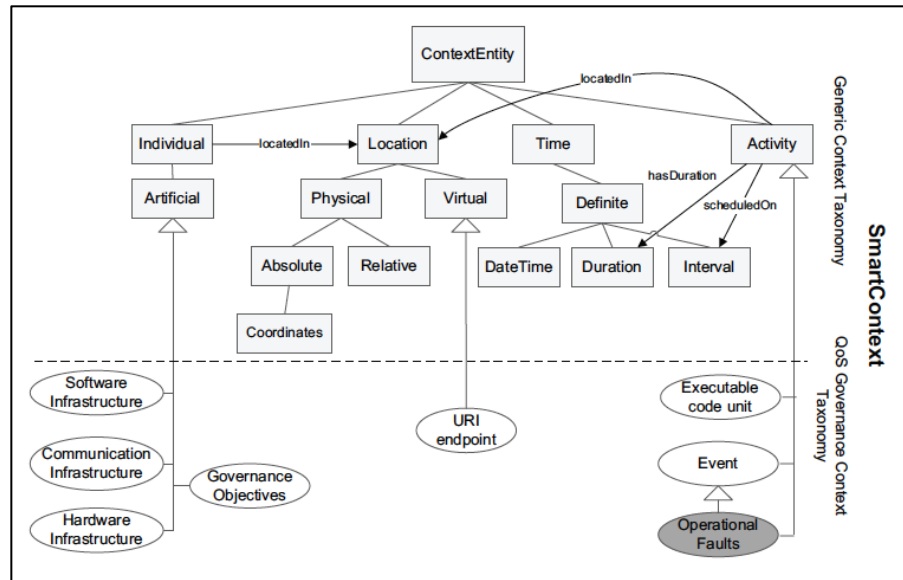 ContextEntity
locatedIn
Individual
locatedIn
Location
Time
Activity
hasDuration
scheduledOn
Artificial
Physical
Virtual
Definite
Absolute
Relative
DateTime
Duration
Interval
Coordinates
Generic Context Taxonomy
SmartContext
QoS Governance Context
Taxonomy
Software
Infrastructure
Communication
Infrastructure
Hardware
Infrastructure
Governance
Objectives
URI
endpoint
Executable
code unit
Event
Operational
Faults